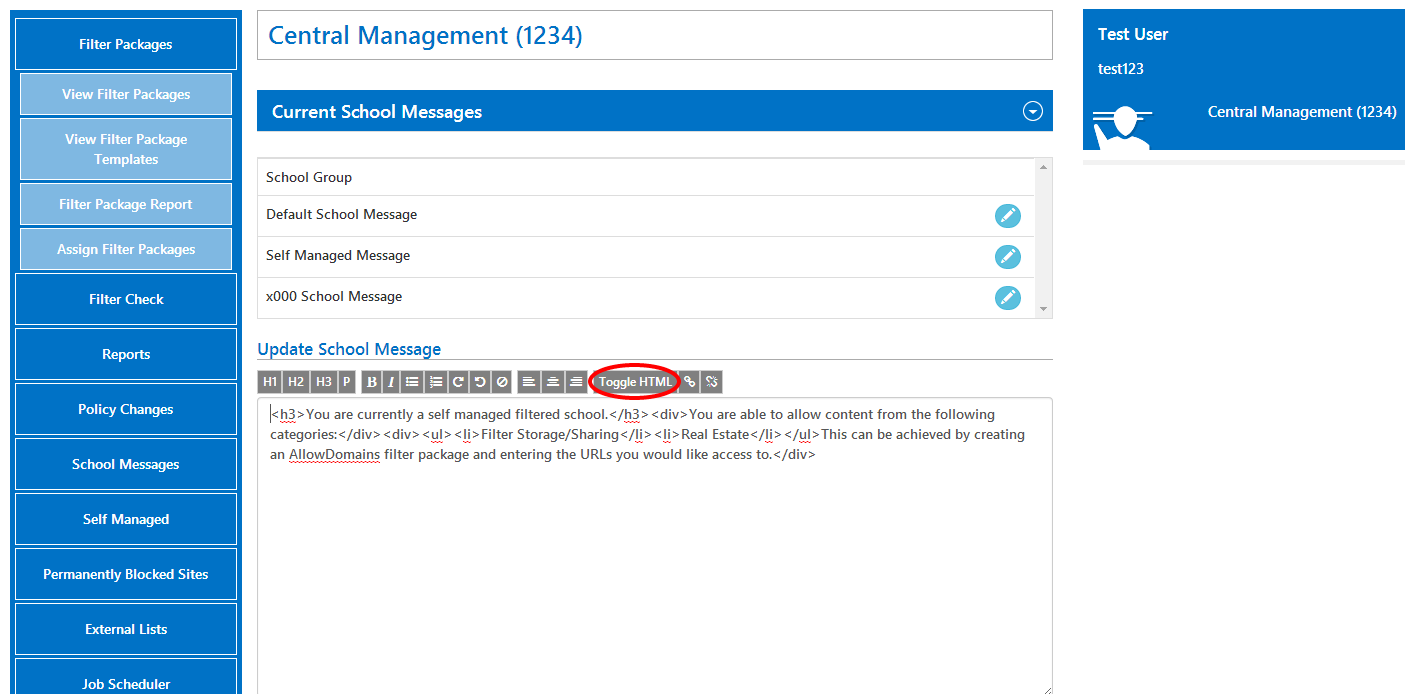 Filter Packages
View Filter Packages
View Filter Package
Templates
Filter Package Report
Assign Filter Packages
Filter Check
Reports
Policy Changes
School Messages
Self Managed
Permanently Blocked Sites
External Lists
Job Scheduler
Central Management (1234)
Current School Messages
School Group
Default School Message
Self Managed Message
x000 School Message
Update School Message
H1 H2 H3 P B I Toggle HTML
<h3>You are currently a self managed filtered school.</h3><div>You are able to allow content from the following
categories:</div><div><ul><li>Filter Storage/Sharing</li><li>Real Estate</li></ul>This can be achieved by creating
an AllowDomains filter package and entering the URLs you would like access to.</div>
Test User
test123
Central Management (1234)